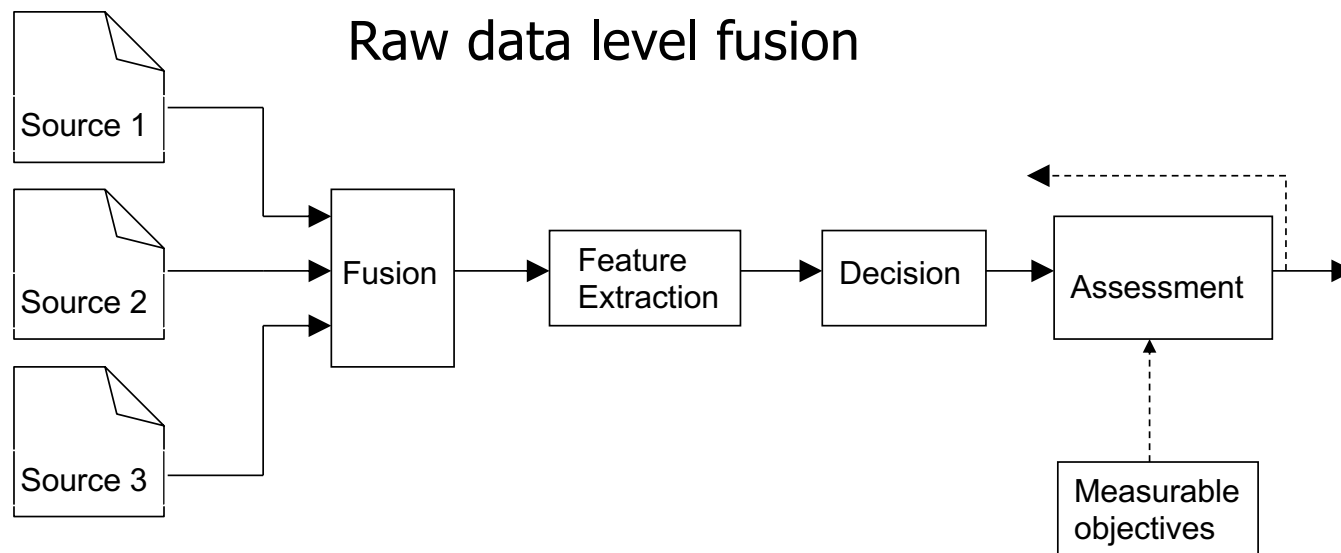 Raw data level fusion
Source 1
Source 2
Source 3
Fusion
Feature
Extraction
Decision
Assessment
Measurable
objectives